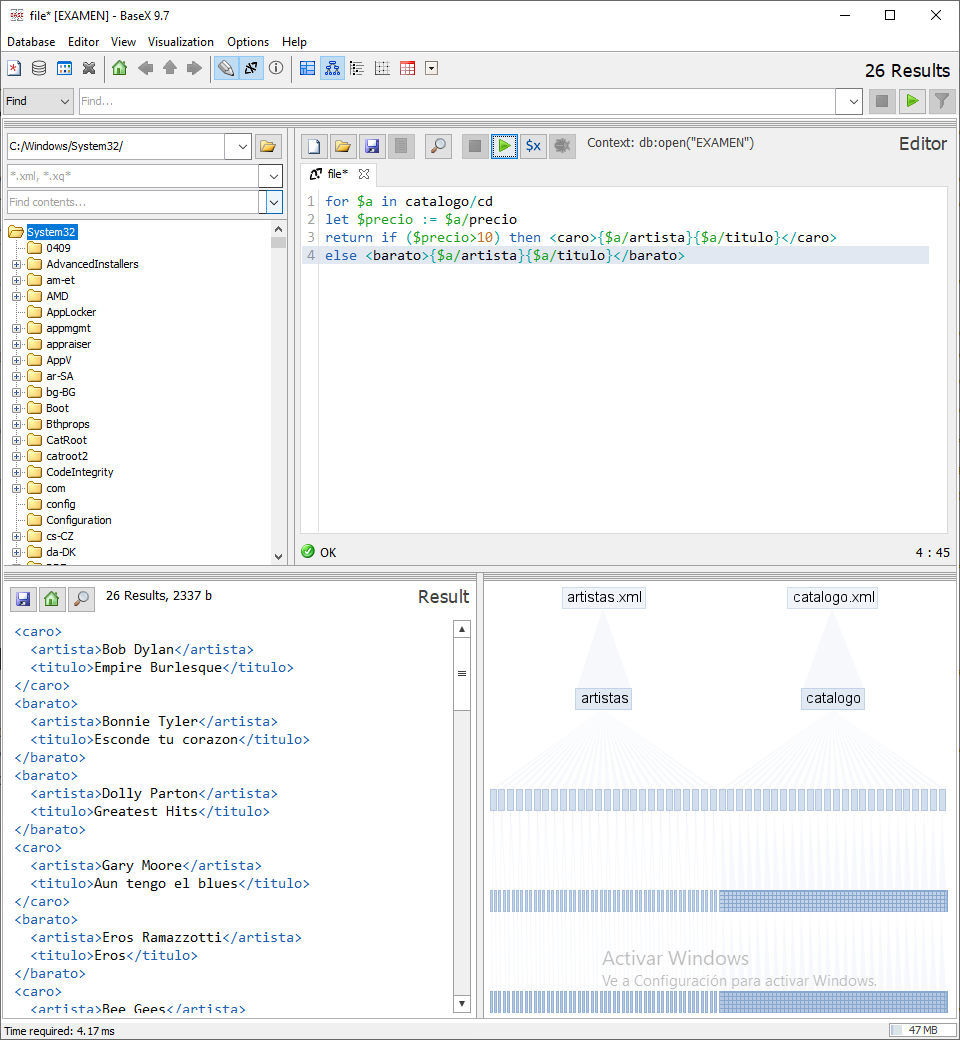 file* [EXAMEN] - BaseX 9.7
Database Editor View Visualization Options Help
26 Results
Find Find...
C:/Windows/System32/
*.xml, *.xq*
Find contents...
System32
0409
AdvancedInstallers
am-et
AMD
AppLocker
appmgmt
appraiser
AppV
ar-SA
bg-BG
Boot
Bthprops
CatRoot
catroot2
CodeIntegrity
com
config
Configuration
cs-CZ
da-DK
$x Context: db:open("EXAMEN") Editor
file*
1 for $a in catalogo/cd
2 let $precio := $a/precio
3 return if ($precio>10) then <caro>{$a/artista}{$a/titulo}</caro>
4 else <barato>{$a/artista}{$a/titulo}</barato>
OK 4 : 45
26 Results, 2337 b Result
<caro>
<artista>Bob Dylan</artista>
<titulo>Empire Burlesque</titulo>
</caro>
<barato>
<artista>Bonnie Tyler</artista>
<titulo>Esconde tu corazon</titulo>
</barato>
<barato>
<artista>Dolly Parton</artista>
<titulo>Greatest Hits</titulo>
</barato>
<caro>
<artista>Gary Moore</artista>
<titulo>Aun tengo el blues</titulo>
</caro>
<barato>
<artista>Eros Ramazzotti</artista>
<titulo>Eros</titulo>
</barato>
<caro>
<artista>Bee Gees</artista>
artistas.xml catalogo.xml
artistas catalogo
Activar Windows
Ve a Configuración para activar Windows.
Time required: 4.17 ms 47 MB